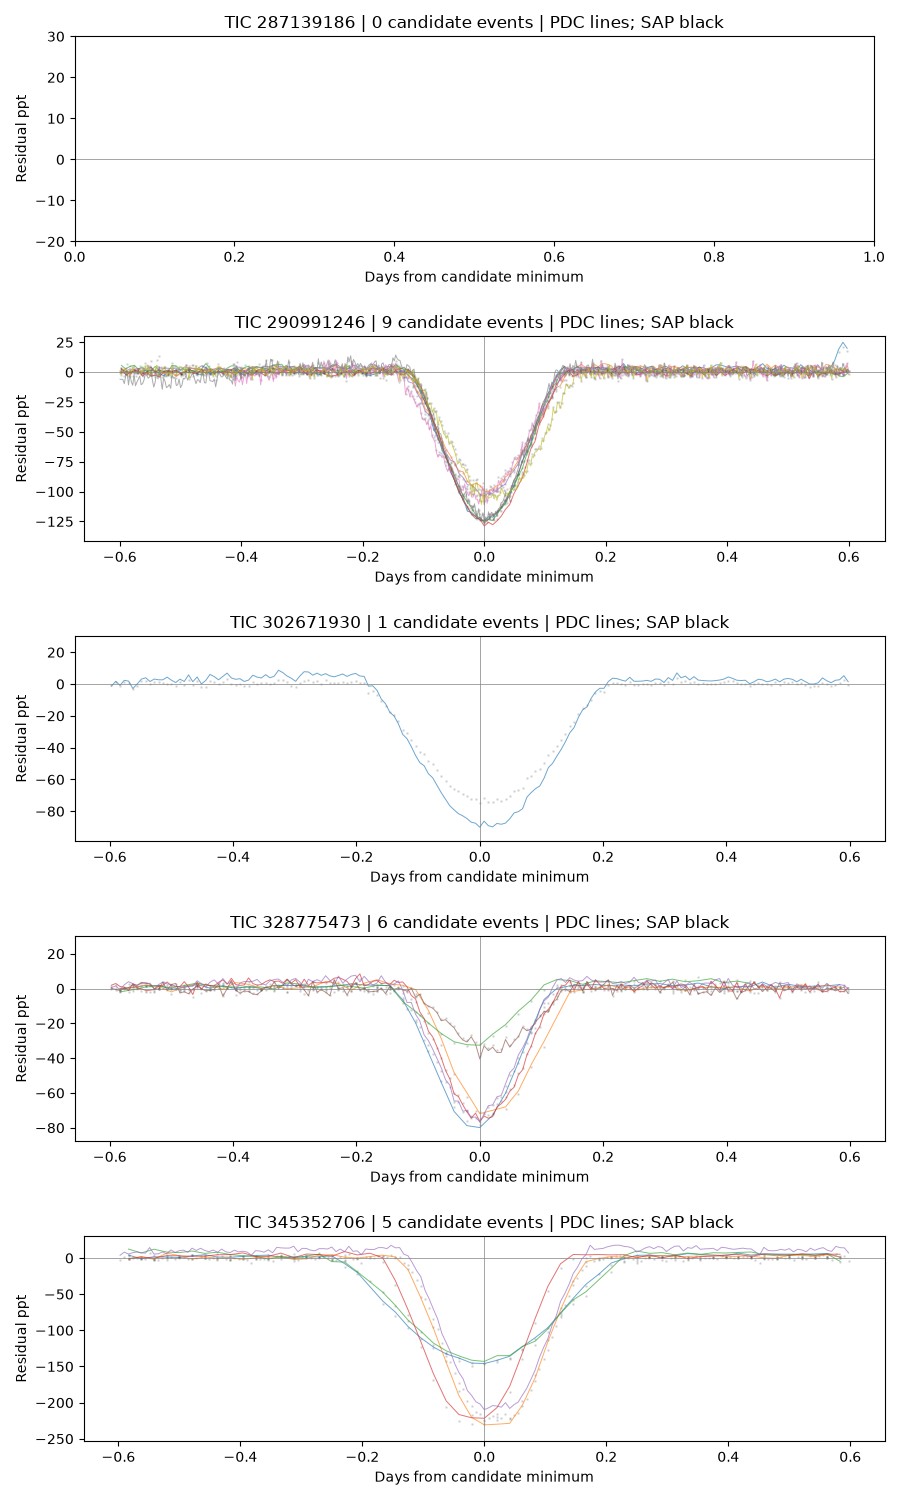 TIC 287139186 | 0 candidate events | PDC lines; SAP black
30
20
10
0
−10
−20
Residual ppt
0.0 0.2 0.4 0.6 0.8 1.0
Days from candidate minimum
TIC 290991246 | 9 candidate events | PDC lines; SAP black
25
0
−25
−50
−75
−100
−125
Residual ppt
−0.6 −0.4 −0.2 0.0 0.2 0.4 0.6
Days from candidate minimum
TIC 302671930 | 1 candidate events | PDC lines; SAP black
20
0
−20
−40
−60
−80
Residual ppt
−0.6 −0.4 −0.2 0.0 0.2 0.4 0.6
Days from candidate minimum
TIC 328775473 | 6 candidate events | PDC lines; SAP black
20
0
−20
−40
−60
−80
Residual ppt
−0.6 −0.4 −0.2 0.0 0.2 0.4 0.6
Days from candidate minimum
TIC 345352706 | 5 candidate events | PDC lines; SAP black
0
−50
−100
−150
−200
−250
Residual ppt
−0.6 −0.4 −0.2 0.0 0.2 0.4 0.6
Days from candidate minimum